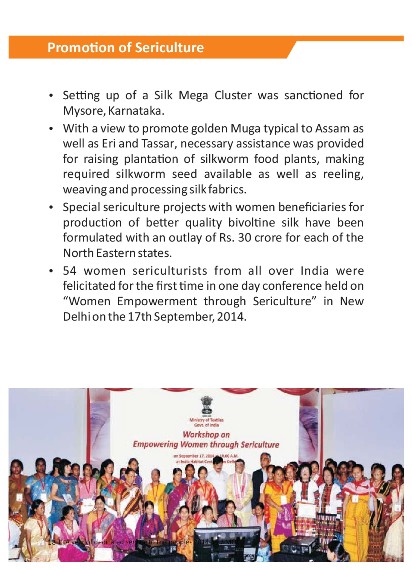 Promotion of Sericulture
• Setting up of a Silk Mega Cluster was sanctioned for
Mysore, Karnataka.
• With a view to promote golden Muga typical to Assam as
well as Eri and Tassar, necessary assistance was provided
for raising plantation of silkworm food plants, making
required silkworm seed available as well as reeling,
weaving and processing silk fabrics.
• Special sericulture projects with women beneficiaries for
production of better quality bivoltine silk have been
formulated with an outlay of Rs. 30 crore for each of the
North Eastern states.
• 54 women sericulturists from all over India were
felicitated for the first time in one day conference held on
“Women Empowerment through Sericulture” in New
Delhi on the 17th September, 2014.
Ministry of Textiles
Govt. of India
Workshop on
Empowering Women through Sericulture
on September 17, 2014
at India Habitat